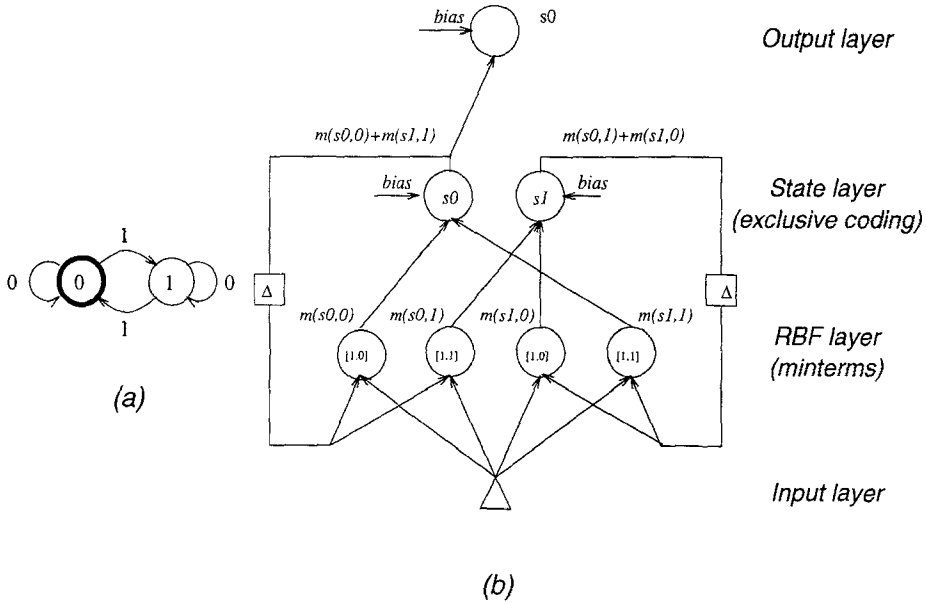 bias
s0
Output layer
m(s0,0)+m(s1,1)
m(s0,1)+m(s1,0)
bias
s0
s1
bias
State layer
(exclusive coding)
1
0
0
1
0
1
Δ
Δ
m(s0,0)
m(s0,1)
m(s1,0)
m(s1,1)
RBF layer
(minterms)
[1.0]
[1,1]
[1.0]
[1,1]
(a)
Input layer
(b)